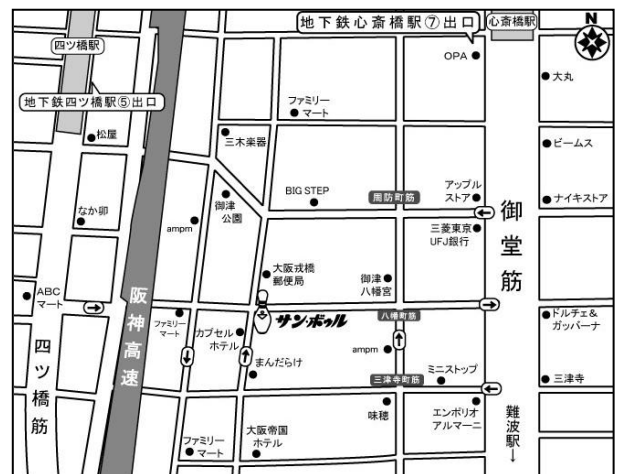 地下鉄心斎橋駅⑦出口
心斎橋駅
N
四ツ橋駅
OPA
大丸
地下鉄四ツ橋駅⑤出口
ファミリー
マート
松屋
三木楽器
ビームス
BIG STEP
周防町筋
アップル
ストア
ナイキストア
なか卯
御津
公園
ampm
三菱東京
UFJ銀行
御堂筋
大阪戎橋
郵便局
御津
八幡宮
ABC
マート
阪神高速
ファミリー
マート
カプセル
ホテル
サン・ボウル
八幡町筋
ドルチェ&
ガッバーナ
四ツ橋筋
まんだらけ
ampm
ミニストップ
三津寺町筋
三津寺
味穂
エンポリオ
アルマーニ
難波駅→
大阪帝国
ホテル
ファミリー
マート